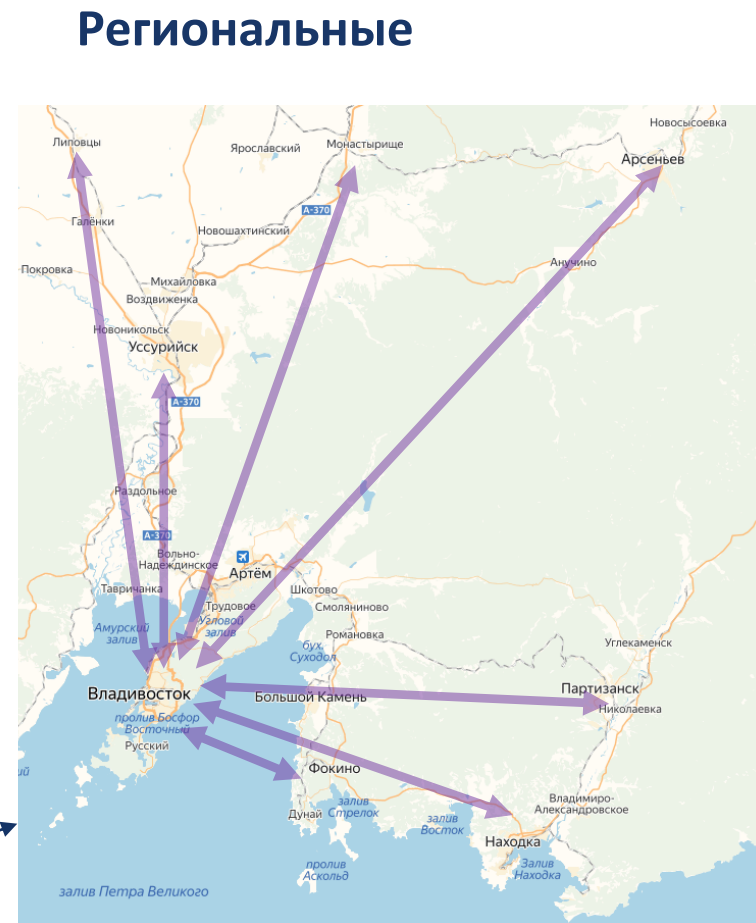 Региональные
Новосысоевка
Липовцы
Ярославский
Монастырище
Арсеньев
А-370
Галёнки
Новошахтинский
Покровка
Анучино
Михайловка
Воздвиженка
Новоникольск
Уссурийск
А-370
Раздольное
А-370
Вольно-
Надеждинское
Артём
Тавричанка
Шкотово
Трудовое
Смоляниново
Угловой
залив
Амурский
залив
Романовка
бух.
Суходол
Углекаменск
Владивосток
Большой Камень
Партизанск
Николаевка
пролив Босфор
Восточный
Русский
Фокино
Дунай
залив
Стрелок
залив
Восток
Владимиро-
Александровское
Находка
пролив
Аскольд
Залив
Находка
залив Петра Великого